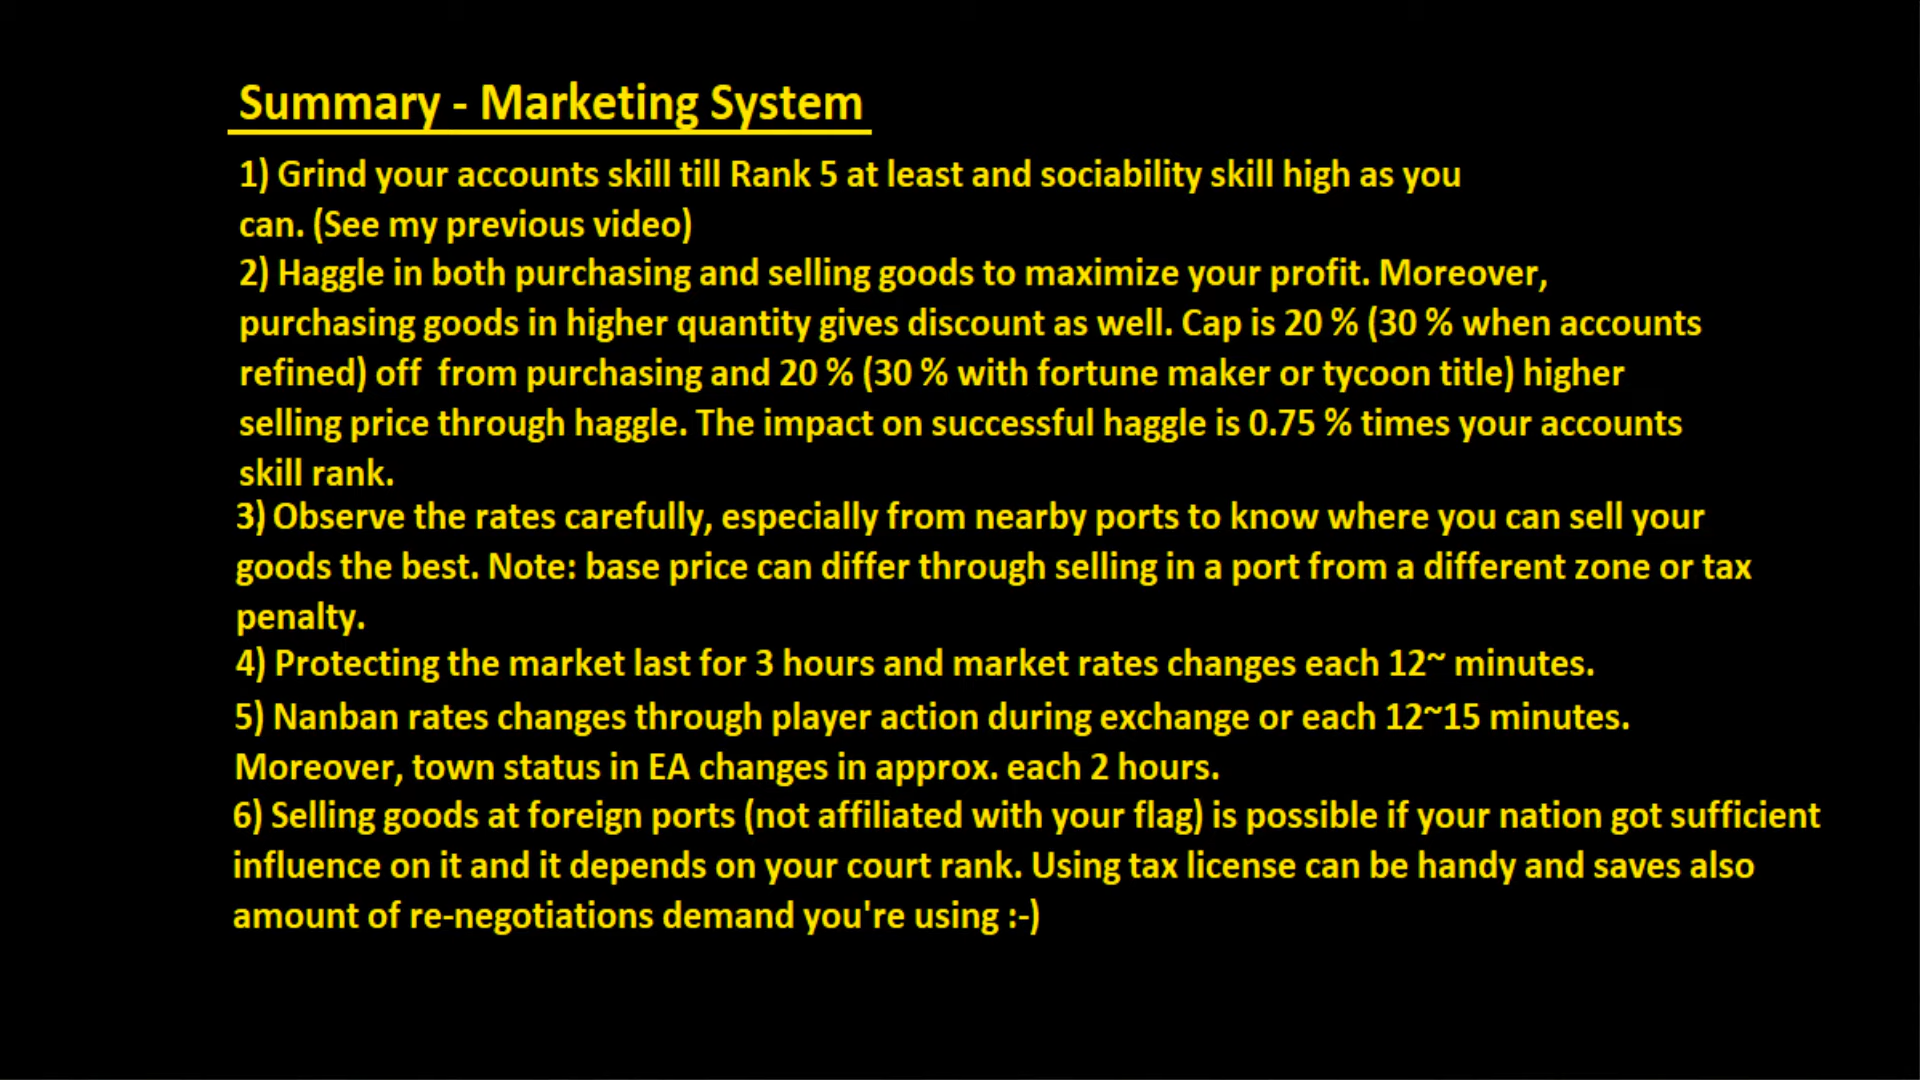 Summary - Marketing System
1) Grind your accounts skill till Rank 5 at least and sociability skill high as you
can. (See my previous video)
2) Haggle in both purchasing and selling goods to maximize your profit. Moreover,
purchasing goods in higher quantity gives discount as well. Cap is 20 % (30 % when accounts
refined) off  from purchasing and 20 % (30 % with fortune maker or tycoon title) higher
selling price through haggle. The impact on successful haggle is 0.75 % times your accounts
skill rank.
3) Observe the rates carefully, especially from nearby ports to know where you can sell your
goods the best. Note: base price can differ through selling in a port from a different zone or tax
penalty.
4) Protecting the market last for 3 hours and market rates changes each 12~ minutes.
5) Nanban rates changes through player action during exchange or each 12~15 minutes.
Moreover, town status in EA changes in approx. each 2 hours.
6) Selling goods at foreign ports (not affiliated with your flag) is possible if your nation got sufficient
influence on it and it depends on your court rank. Using tax license can be handy and saves also
amount of re-negotiations demand you're using :-)